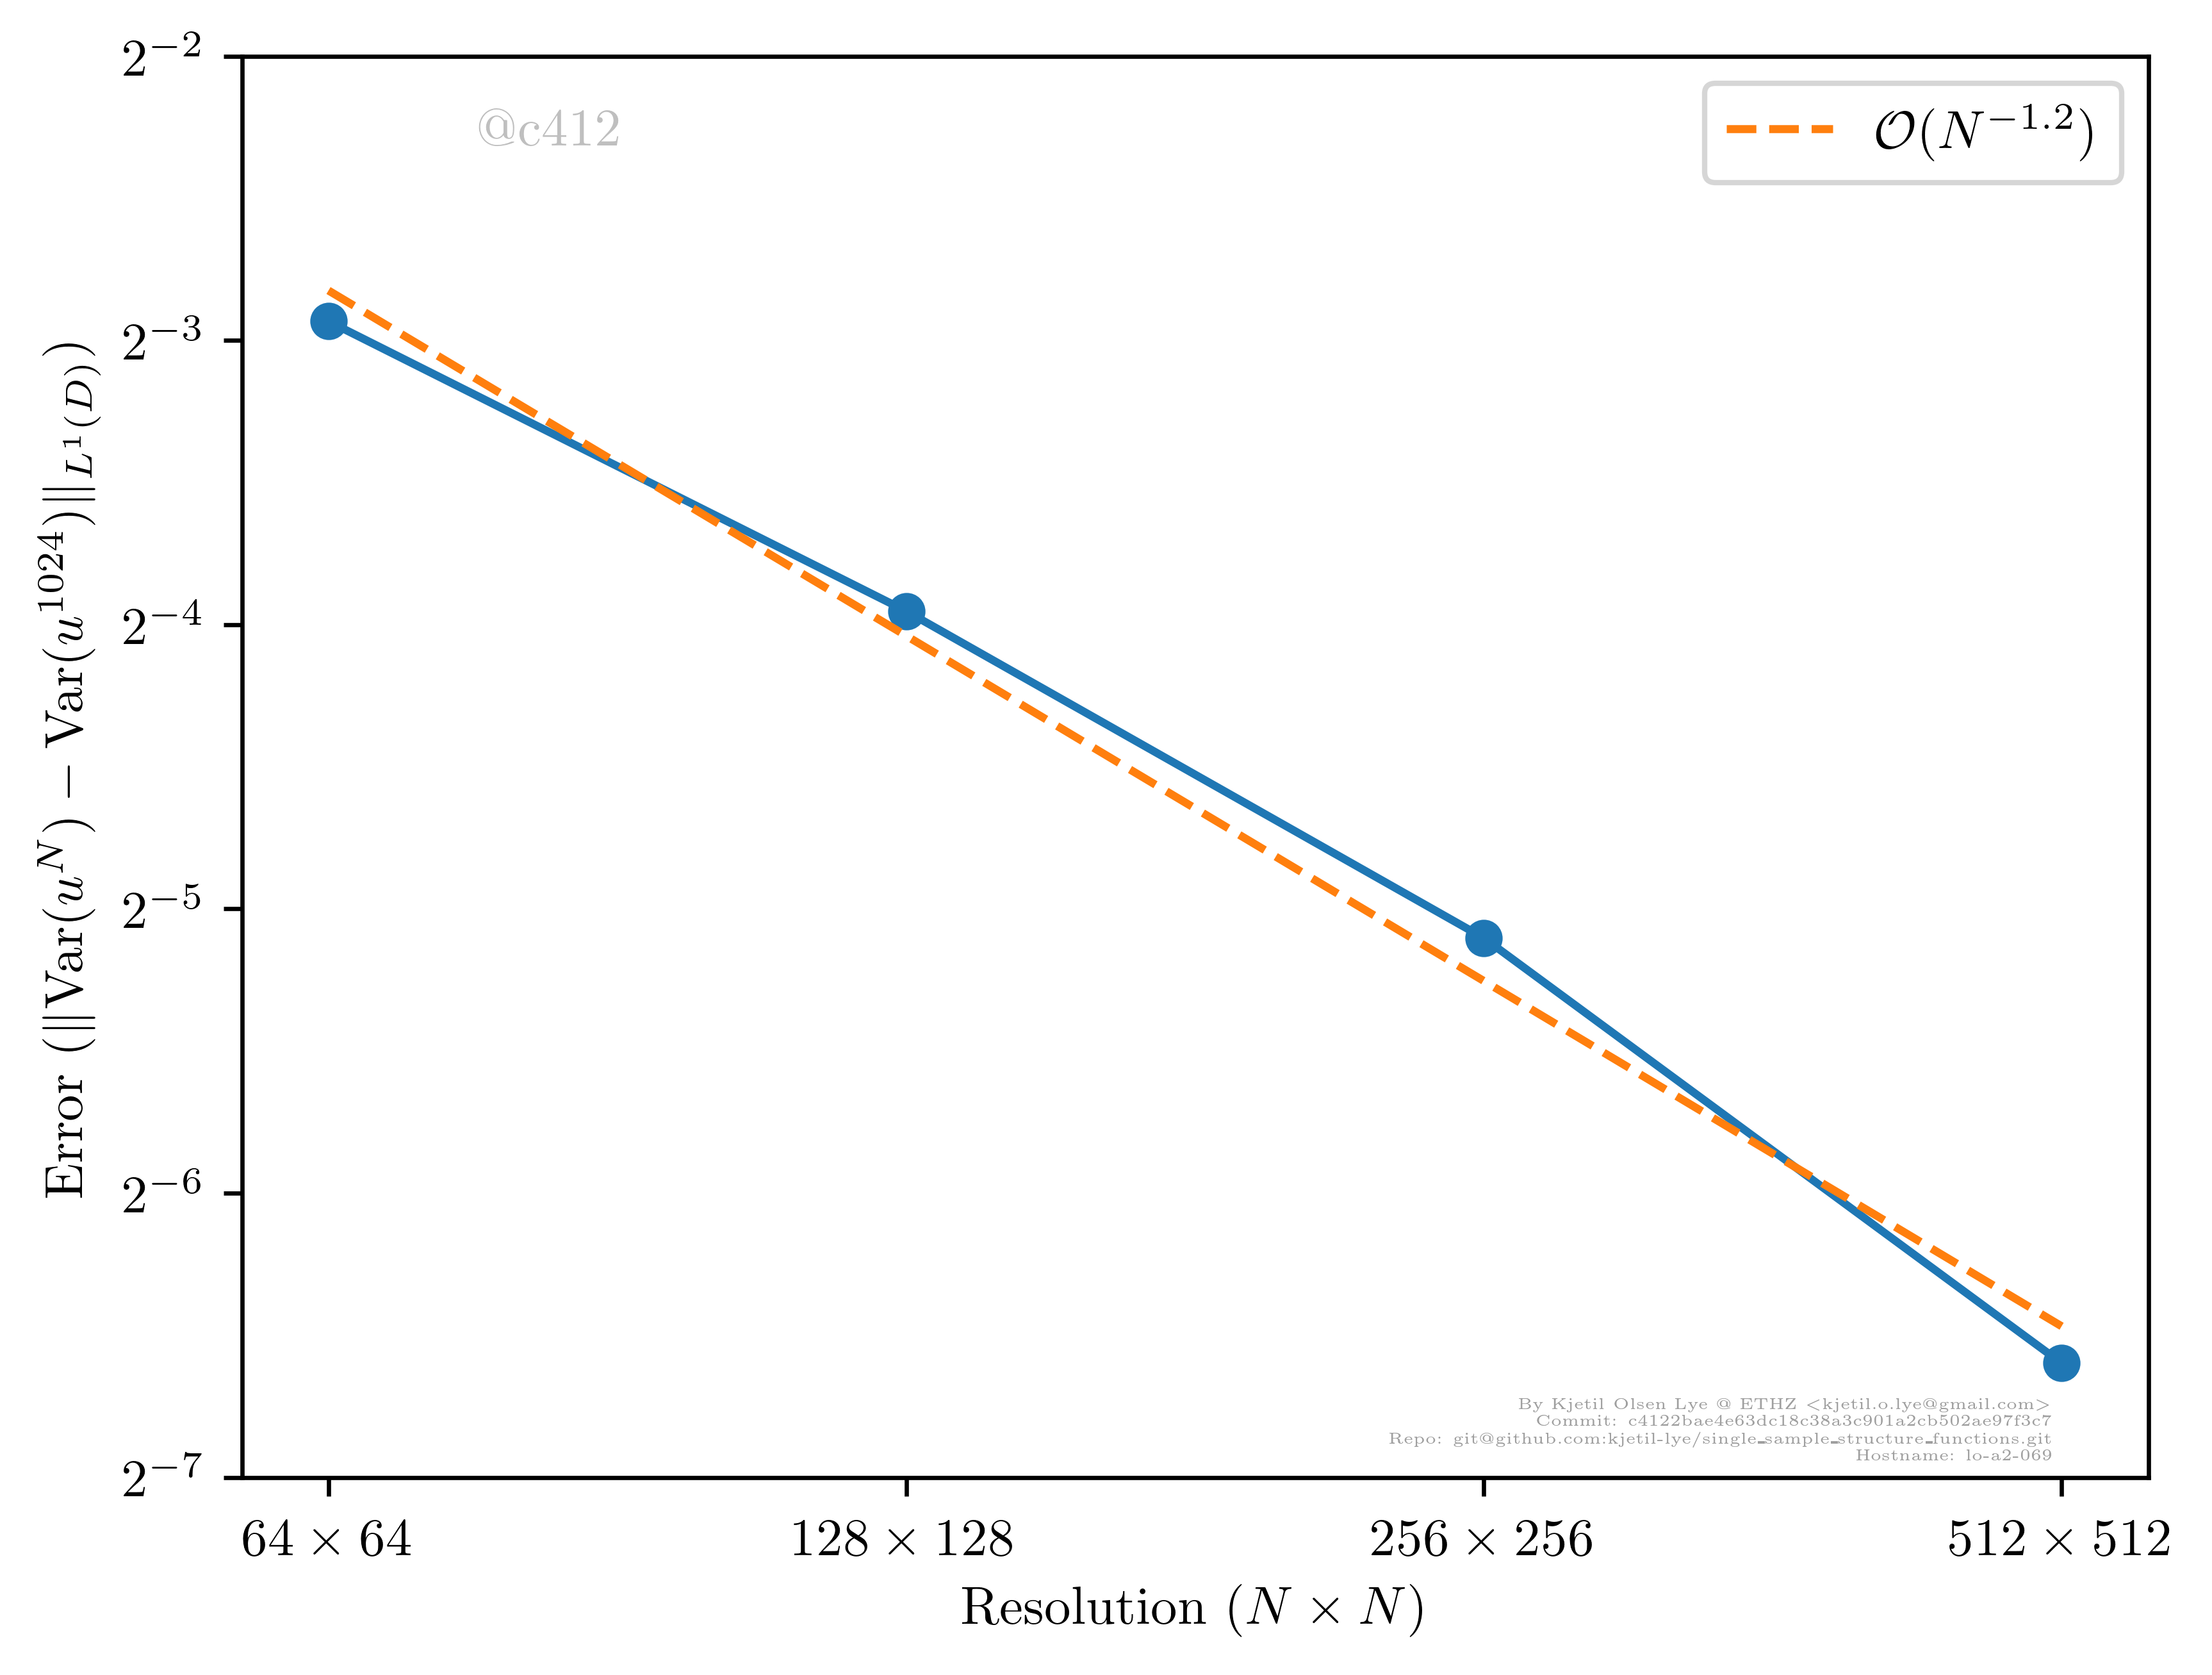 @c412
𝒪(N^{-1.2})
Error (||Var(u^N) − Var(u^{1024})||_{L^1(D)})
2^{−2}
2^{−3}
2^{−4}
2^{−5}
2^{−6}
2^{−7}
By Kjetil Olsen Lye @ ETHZ <kjetil.o.lye@gmail.com>
Commit: c4122bae4e63dc18c38a3c901a2cb502ae97f3c7
Repo: git@github.com:kjetil-lye/single_sample_structure_functions.git
Hostname: lo-a2-069
64 × 64
128 × 128
256 × 256
512 × 512
Resolution (N × N)